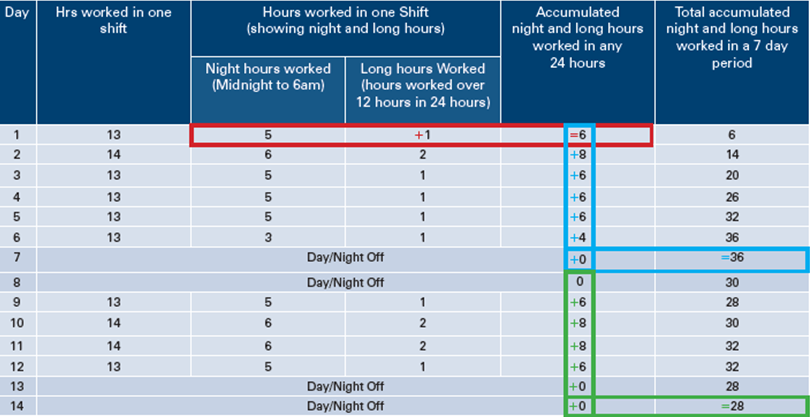 Day Hrs worked in one shift Hours worked in one Shift (showing night and long hours) Accumulated night and long hours worked in any 24 hours Total accumulated night and long hours worked in a 7 day period
Night hours worked (Midnight to 6am) Long hours Worked (hours worked over 12 hours in 24 hours)
1 13 5 +1 =6 6
2 14 6 2 +8 14
3 13 5 1 +6 20
4 13 5 1 +6 26
5 13 5 1 +6 32
6 13 3 1 +4 36
7 Day/Night Off +0 =36
8 Day/Night Off 0 30
9 13 5 1 +6 28
10 14 6 2 +8 30
11 14 6 2 +8 32
12 13 5 1 +6 32
13 Day/Night Off +0 28
14 Day/Night Off +0 =28